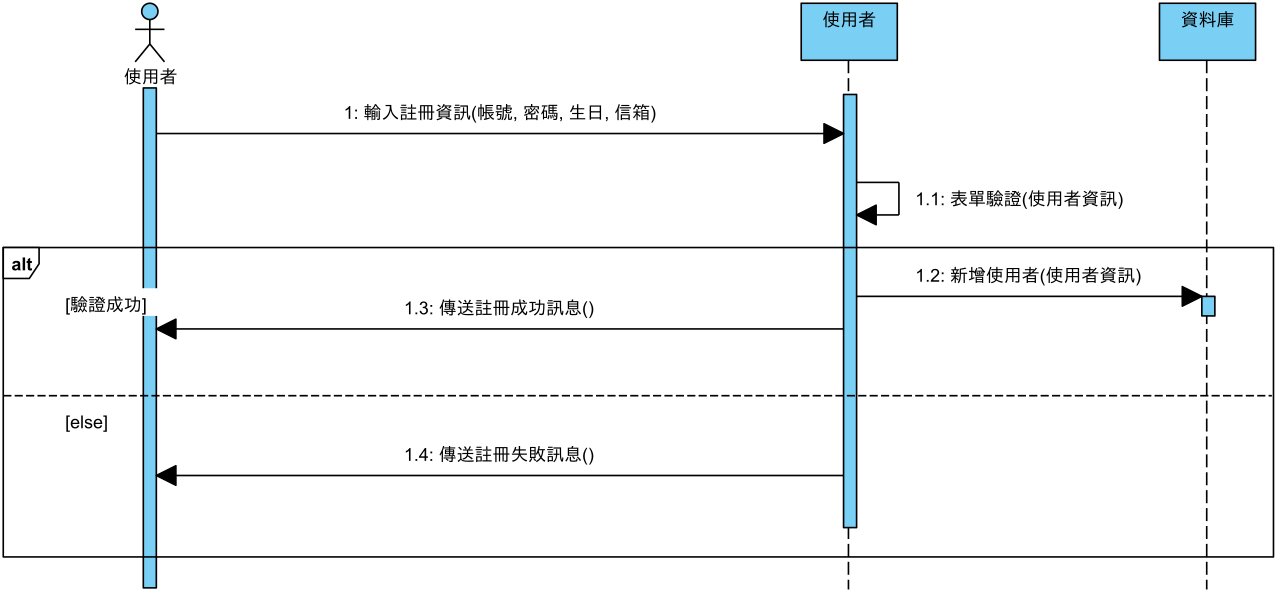 使用者
使用者
資料庫
1: 輸入註冊資訊(帳號, 密碼, 生日, 信箱)
1.1: 表單驗證(使用者資訊)
alt
1.2: 新增使用者(使用者資訊)
[驗證成功]
1.3: 傳送註冊成功訊息()
[else]
1.4: 傳送註冊失敗訊息()